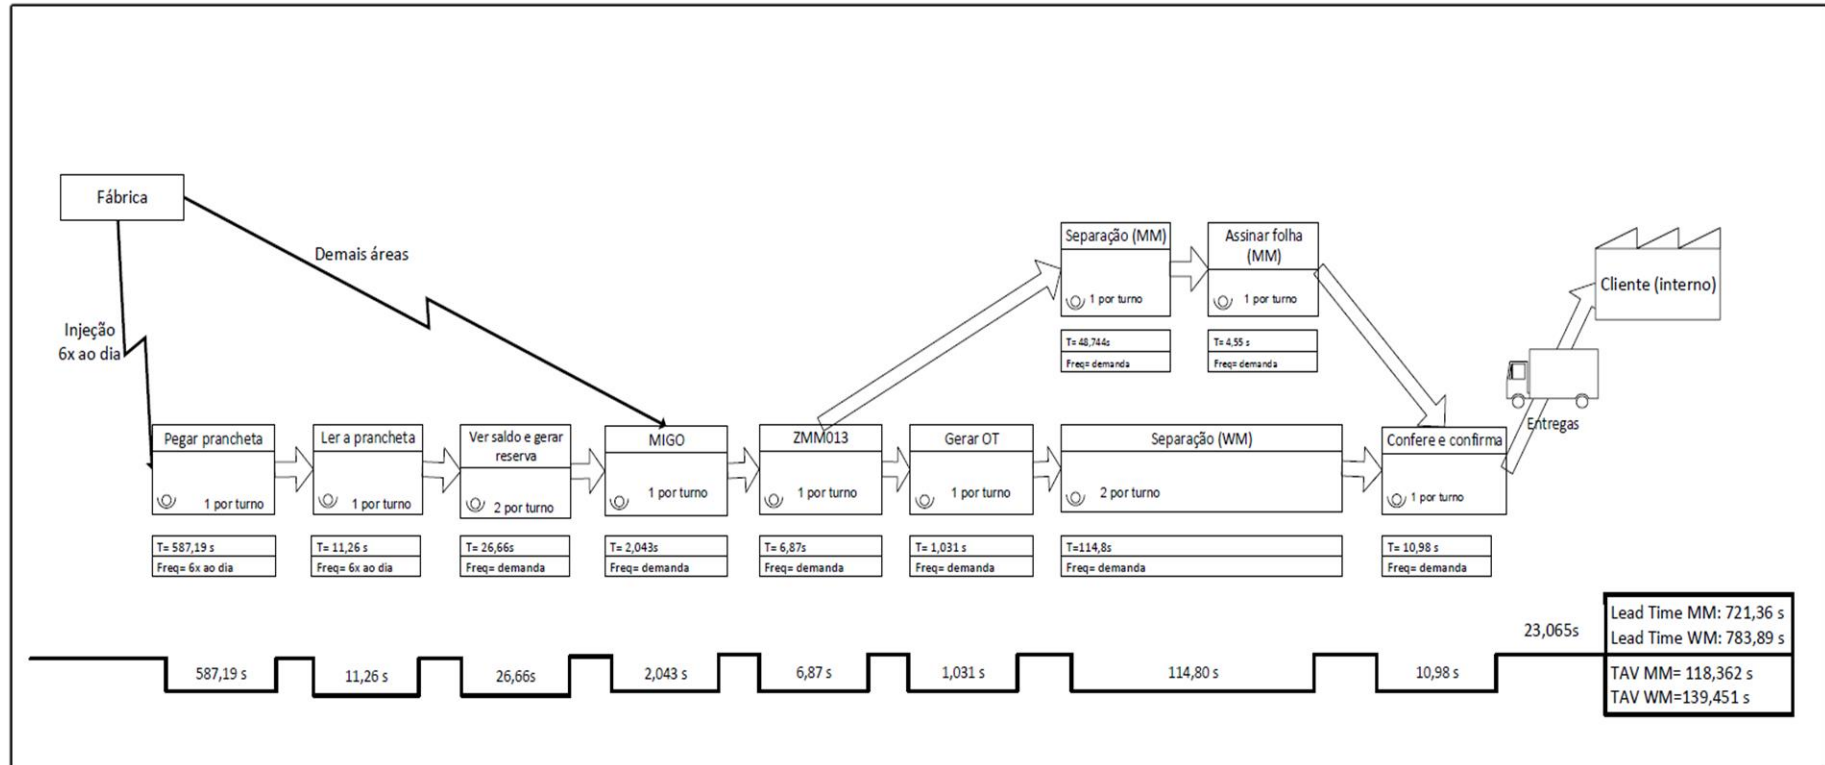 Fábrica
Demais áreas
Injeção
6x ao dia
Separação (MM)
1 por turno
T= 48,744s
Freq= demanda
Assinar folha
(MM)
1 por turno
T= 4,55 s
Freq= demanda
Cliente (interno)
Entregas
Pegar prancheta
1 por turno
T= 587,19 s
Freq= 6x ao dia
Ler a prancheta
1 por turno
T= 11,26 s
Freq= 6x ao dia
Ver saldo e gerar
reserva
2 por turno
T= 26,66s
Freq= demanda
MIGO
1 por turno
T= 2,043s
Freq= demanda
ZMM013
1 por turno
T= 6,87s
Freq= demanda
Gerar OT
1 por turno
T= 1,031 s
Freq= demanda
Separação (WM)
2 por turno
T=114,8s
Freq= demanda
Confere e confirma
1 por turno
T= 10,98 s
Freq= demanda
587,19 s
11,26 s
26,66s
2,043 s
6,87 s
1,031 s
114,80 s
10,98 s
23,065s
Lead Time MM: 721,36 s
Lead Time WM: 783,89 s
TAV MM= 118,362 s
TAV WM=139,451 s